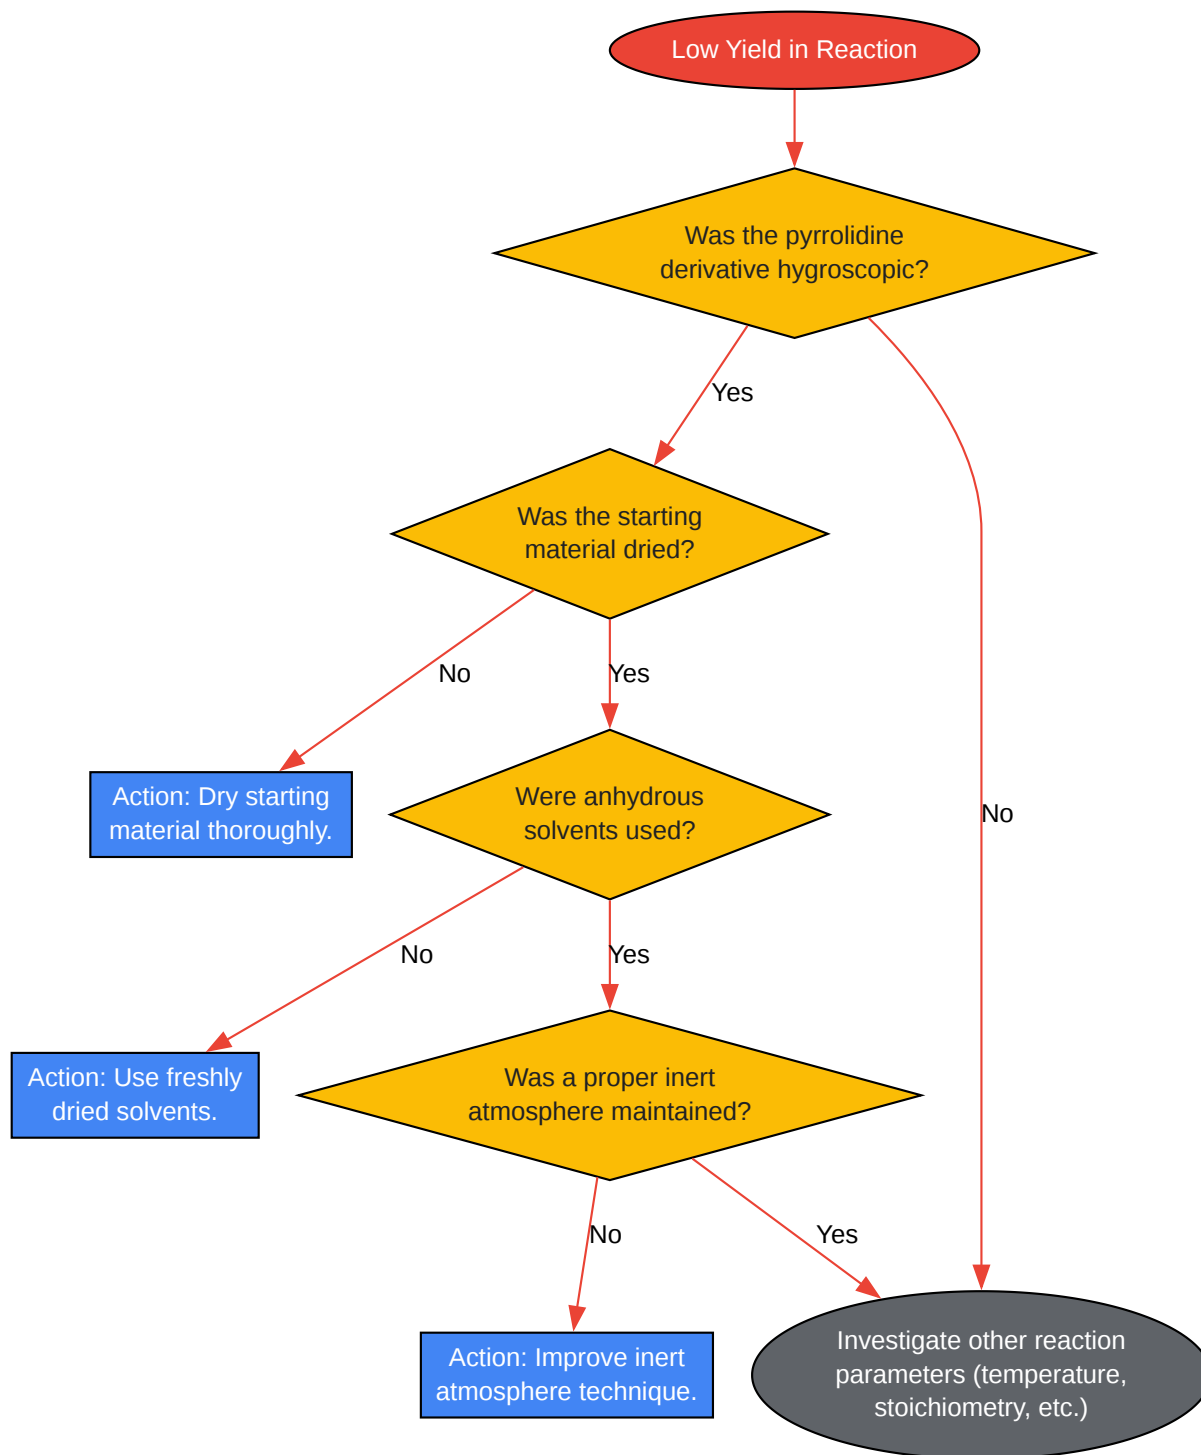 Low Yield in Reaction
Was the pyrrolidine
derivative hygroscopic?
Yes
Was the starting
material dried?
No
Yes
Action: Dry starting
material thoroughly.
Were anhydrous
solvents used?
No
No
Yes
Action: Use freshly
dried solvents.
Was a proper inert
atmosphere maintained?
No
Yes
Action: Improve inert
atmosphere technique.
Investigate other reaction
parameters (temperature,
stoichiometry, etc.)